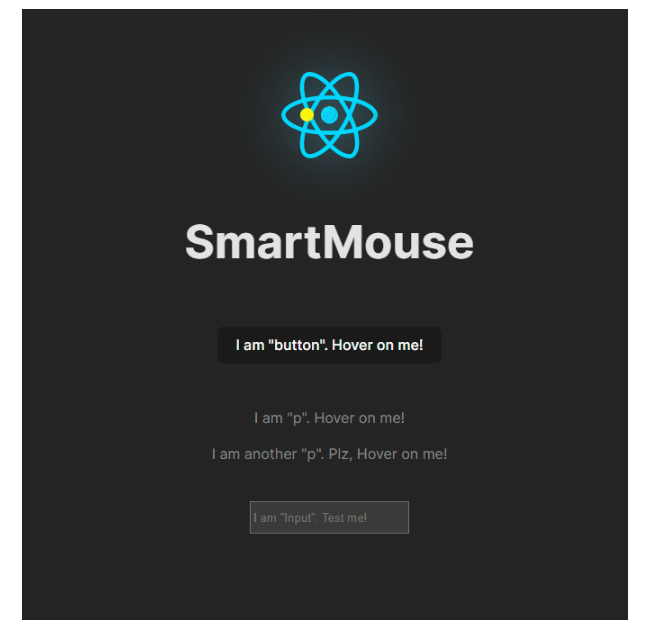 SmartMouse
I am "button". Hover on me!
I am "p". Hover on me!
I am another "p". Plz, Hover on me!
I am "Input". Test me!